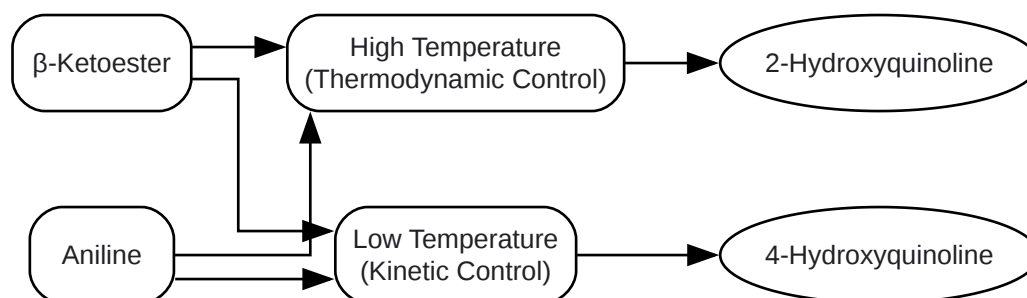 β-Ketoester
High Temperature
(Thermodynamic Control)
2-Hydroxyquinoline
Aniline
Low Temperature
(Kinetic Control)
4-Hydroxyquinoline